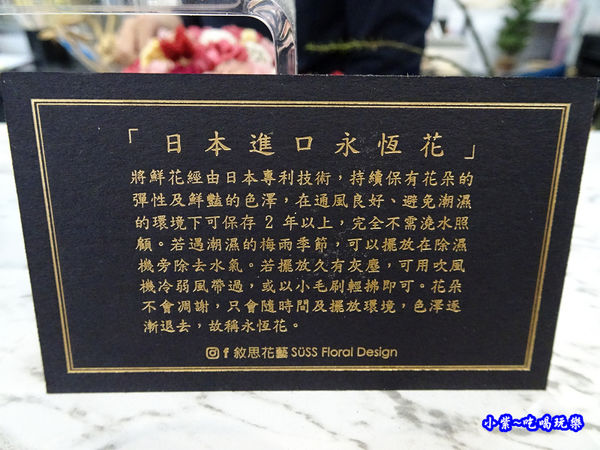 「日本進口永恆花」
將鮮花經由日本專利技術，持續保有花朵的
彈性及鮮豔的色澤，在通風良好、避免潮濕
的環境下可保存2年以上，完全不需澆水照
顧。若遇潮濕的梅雨季節，可以擺放在除濕
機旁除去水氣。若擺放久有灰塵，可用吹風
機冷弱風帶過，或以小毛刷輕拂即可。花朵
不會凋謝，只會隨時間及擺放環境，色澤逐
漸退去，故稱永恆花。
敘思花藝 SüSS Floral Design
小紫~吃喝玩樂